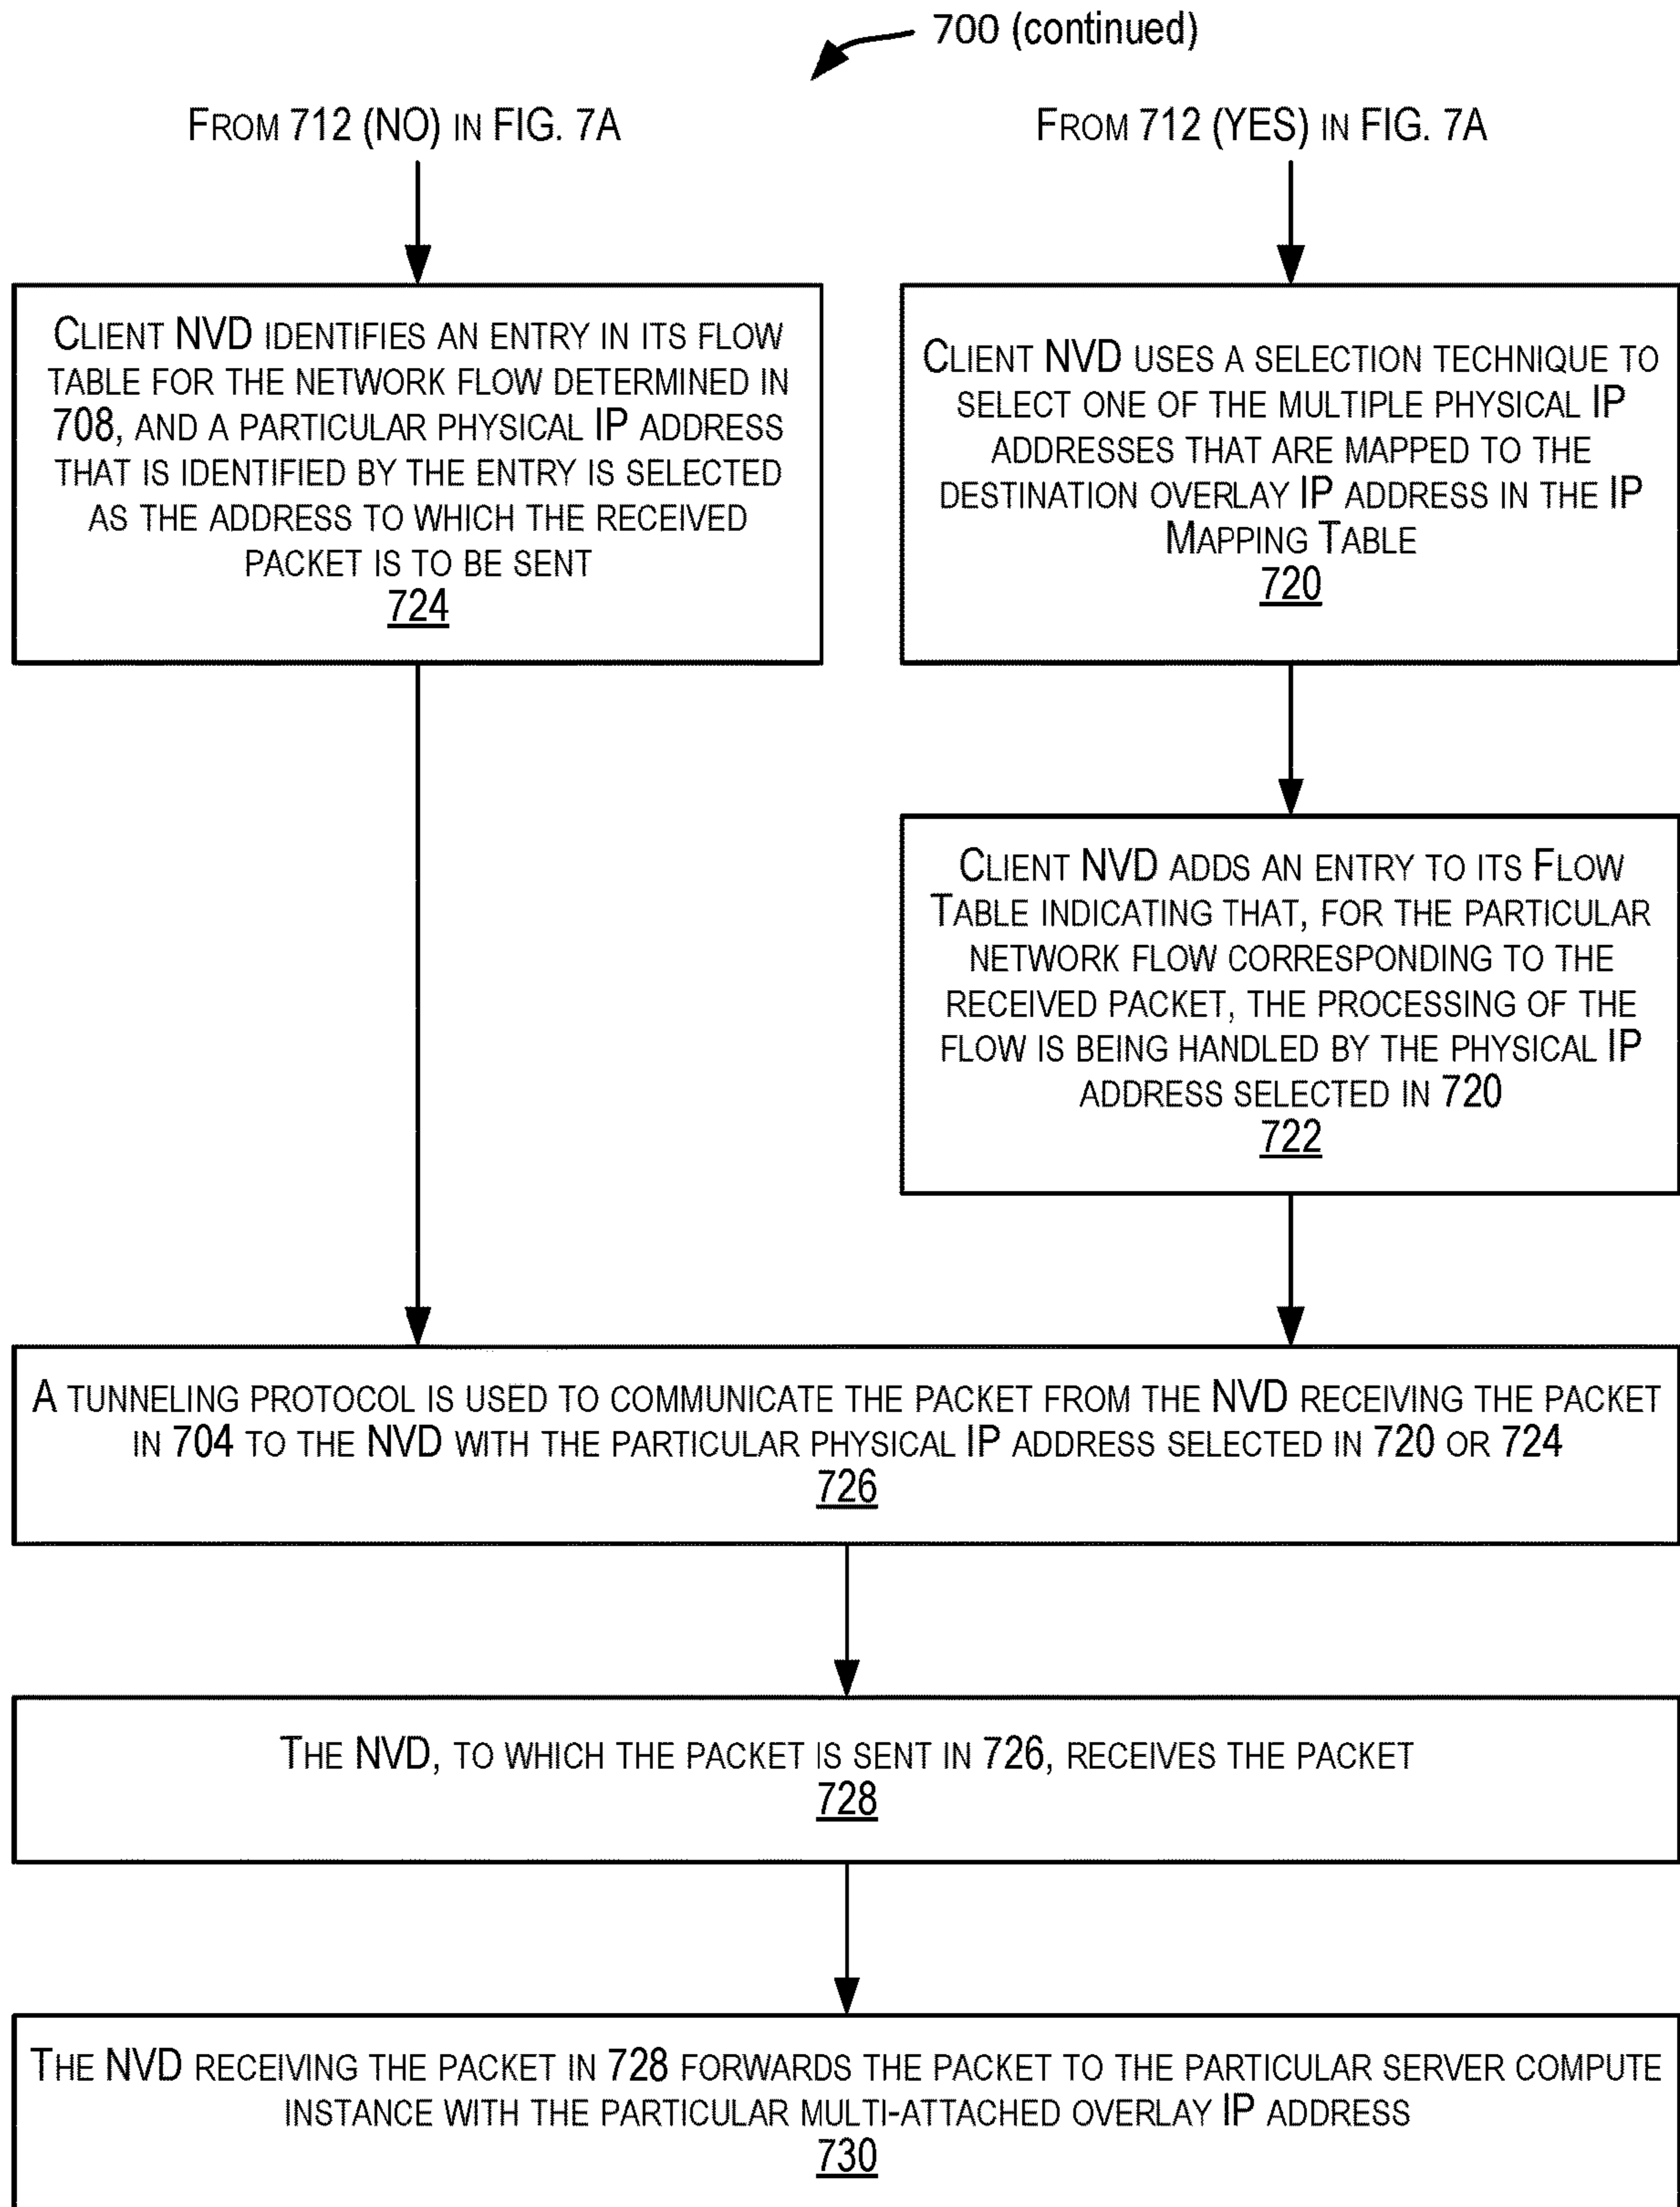 700 (continued)
FROM 712 (NO) IN FIG. 7A
FROM 712 (YES) IN FIG. 7A
CLIENT NVD IDENTIFIES AN ENTRY IN ITS FLOW
TABLE FOR THE NETWORK FLOW DETERMINED IN
708, AND A PARTICULAR PHYSICAL IP ADDRESS
THAT IS IDENTIFIED BY THE ENTRY IS SELECTED
AS THE ADDRESS TO WHICH THE RECEIVED
PACKET IS TO BE SENT
724
CLIENT NVD USES A SELECTION TECHNIQUE TO
SELECT ONE OF THE MULTIPLE PHYSICAL IP
ADDRESSES THAT ARE MAPPED TO THE
DESTINATION OVERLAY IP ADDRESS IN THE IP
MAPPING TABLE
720
CLIENT NVD ADDS AN ENTRY TO ITS FLOW
TABLE INDICATING THAT, FOR THE PARTICULAR
NETWORK FLOW CORRESPONDING TO THE
RECEIVED PACKET, THE PROCESSING OF THE
FLOW IS BEING HANDLED BY THE PHYSICAL IP
ADDRESS SELECTED IN 720
722
A TUNNELING PROTOCOL IS USED TO COMMUNICATE THE PACKET FROM THE NVD RECEIVING THE PACKET
IN 704 TO THE NVD WITH THE PARTICULAR PHYSICAL IP ADDRESS SELECTED IN 720 OR 724
726
THE NVD, TO WHICH THE PACKET IS SENT IN 726, RECEIVES THE PACKET
728
THE NVD RECEIVING THE PACKET IN 728 FORWARDS THE PACKET TO THE PARTICULAR SERVER COMPUTE
INSTANCE WITH THE PARTICULAR MULTI-ATTACHED OVERLAY IP ADDRESS
730